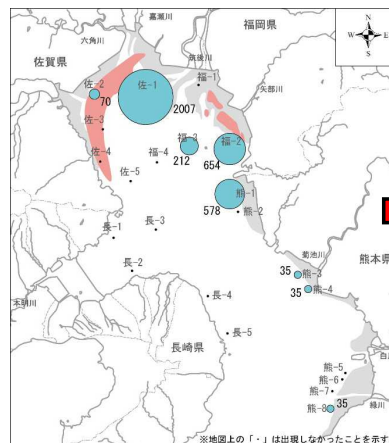 嘉瀬川
福岡県
N
W
E
S
六角川
筑後川
佐賀県
佐-2
佐-1
福-1
70
2007
矢部川
佐-3
福-3
福-2
212
654
佐-4
福-4
佐-5
熊-1
578
熊-2
長-3
長-1
菊池川
熊本県
長-2
35
熊-3
35
熊-4
本明川
長-4
長-5
長崎県
熊-5
熊-6
熊-7
緑川
熊-8
35
※地図上の「・」は出現しなかったことを示す